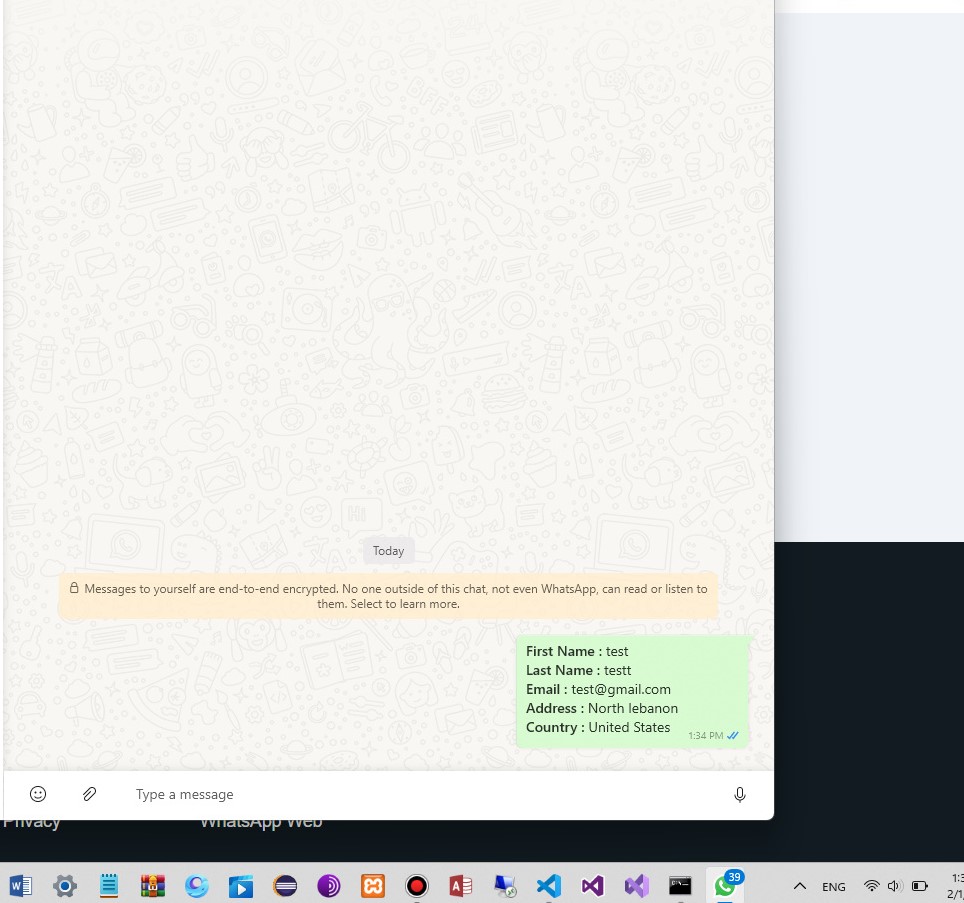 Today
Messages to yourself are end-to-end encrypted. No one outside of this chat, not even WhatsApp, can read or listen to
them. Select to learn more.
First Name : test
Last Name : testt
Email : test@gmail.com
Address : North lebanon
Country : United States
1:34 PM
Type a message
Privacy
WhatsApp Web
39
ENG
1:3
2/1